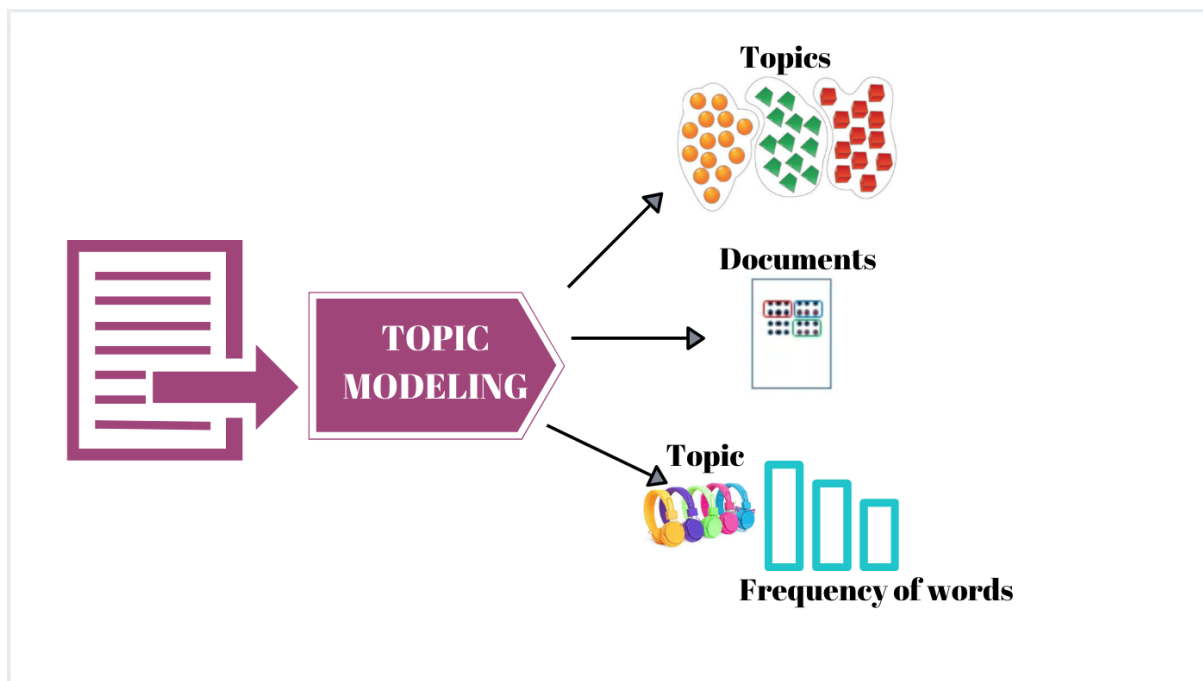 Topics
Documents
TOPIC
MODELING
Topic
Frequency of words